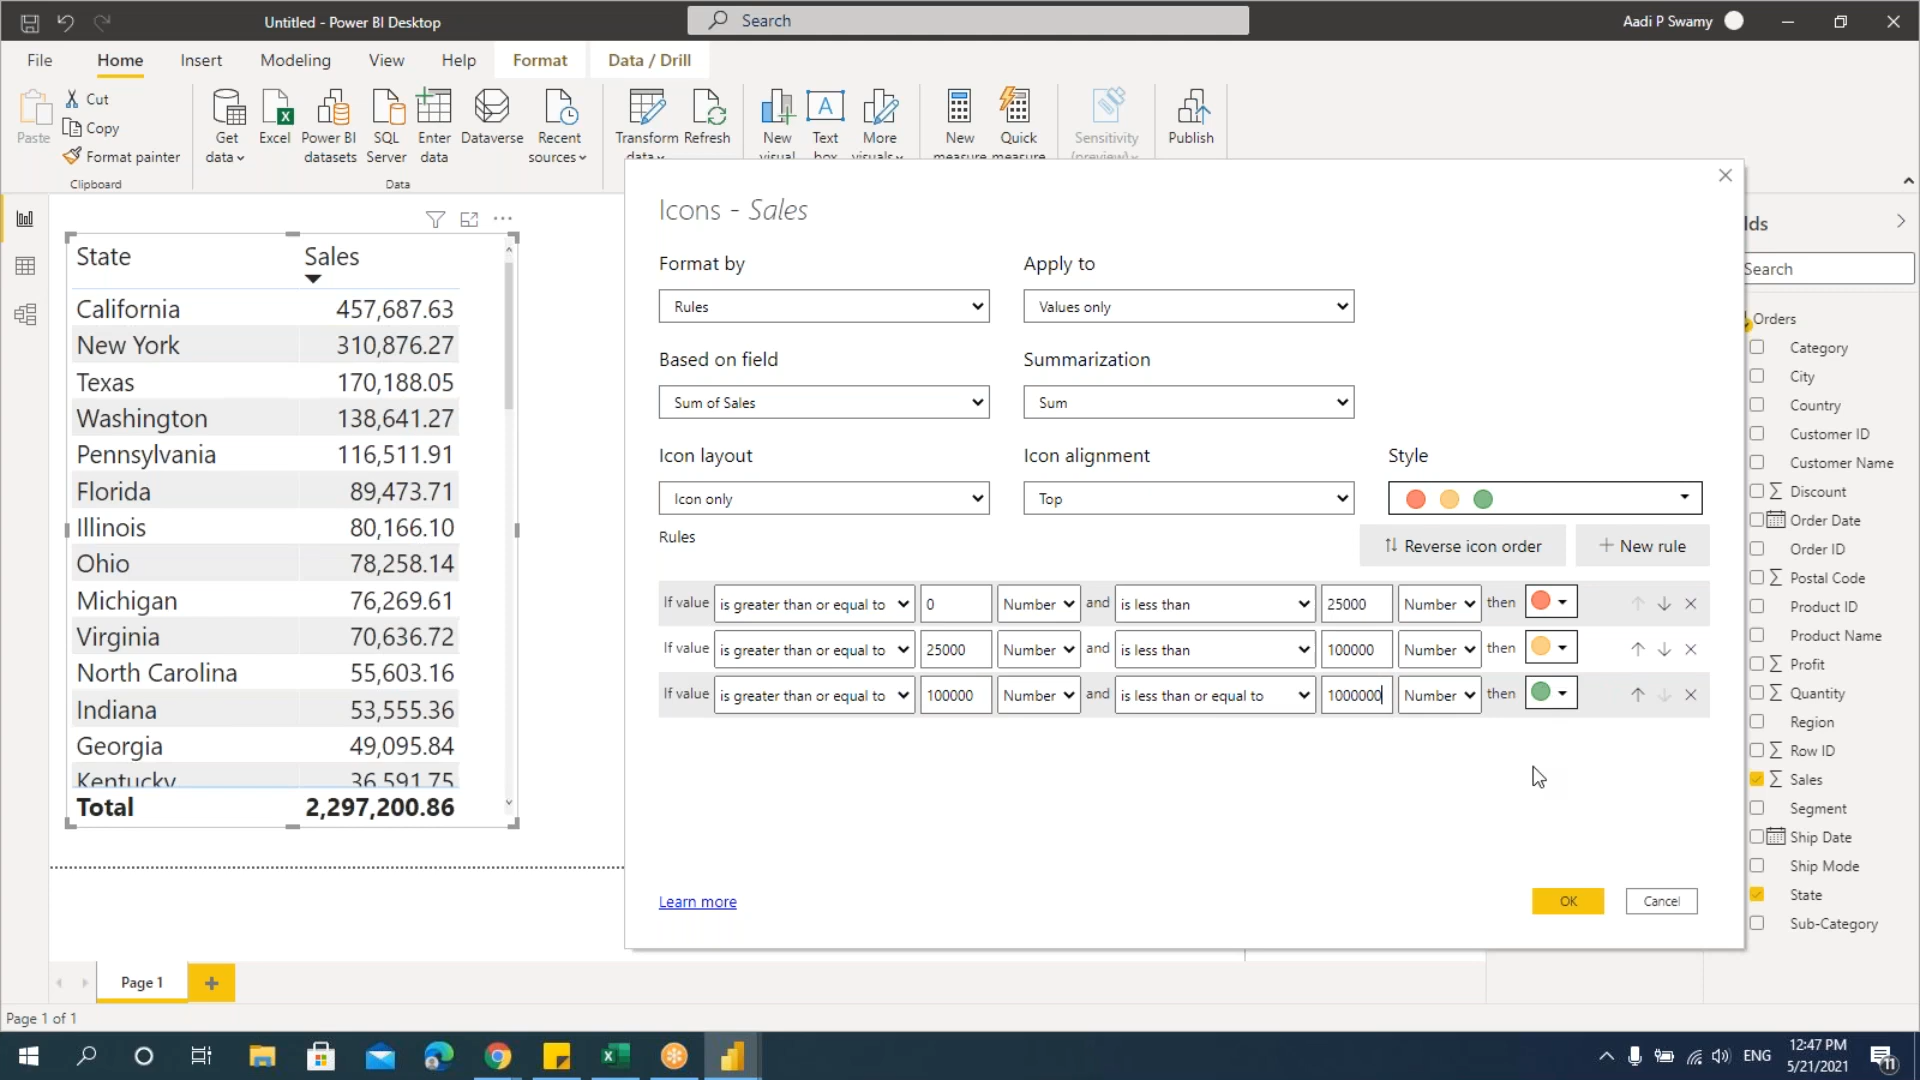 Untitled - Power BI Desktop
Search
Aadi P Swamy
File Home Insert Modeling View Help Format Data / Drill
Paste
Cut
Copy
Format painter
Clipboard
Get data
Excel
Power BI datasets
SQL Server
Enter data
Dataverse
Recent sources
Data
Transform data
Refresh
New visual
Text box
More visuals
New measure
Quick measure
Sensitivity (preview)
Publish
State Sales
California 457,687.63
New York 310,876.27
Texas 170,188.05
Washington 138,641.27
Pennsylvania 116,511.91
Florida 89,473.71
Illinois 80,166.10
Ohio 78,258.14
Michigan 76,269.61
Virginia 70,636.72
North Carolina 55,603.16
Indiana 53,555.36
Georgia 49,095.84
Kentucky 36,591.75
Total 2,297,200.86
Icons - Sales
Format by
Rules
Apply to
Values only
Based on field
Sum of Sales
Summarization
Sum
Icon layout
Icon only
Icon alignment
Top
Style
Rules
Reverse icon order
+ New rule
If value is greater than or equal to 0 Number and is less than 25000 Number then
If value is greater than or equal to 25000 Number and is less than 100000 Number then
If value is greater than or equal to 100000 Number and is less than or equal to 1000000 Number then
Learn more
OK
Cancel
lds
Search
Orders
Category
City
Country
Customer ID
Customer Name
Discount
Order Date
Order ID
Postal Code
Product ID
Product Name
Profit
Quantity
Region
Row ID
Sales
Segment
Ship Date
Ship Mode
State
Sub-Category
Page 1
Page 1 of 1
ENG
12:47 PM
5/21/2021
11